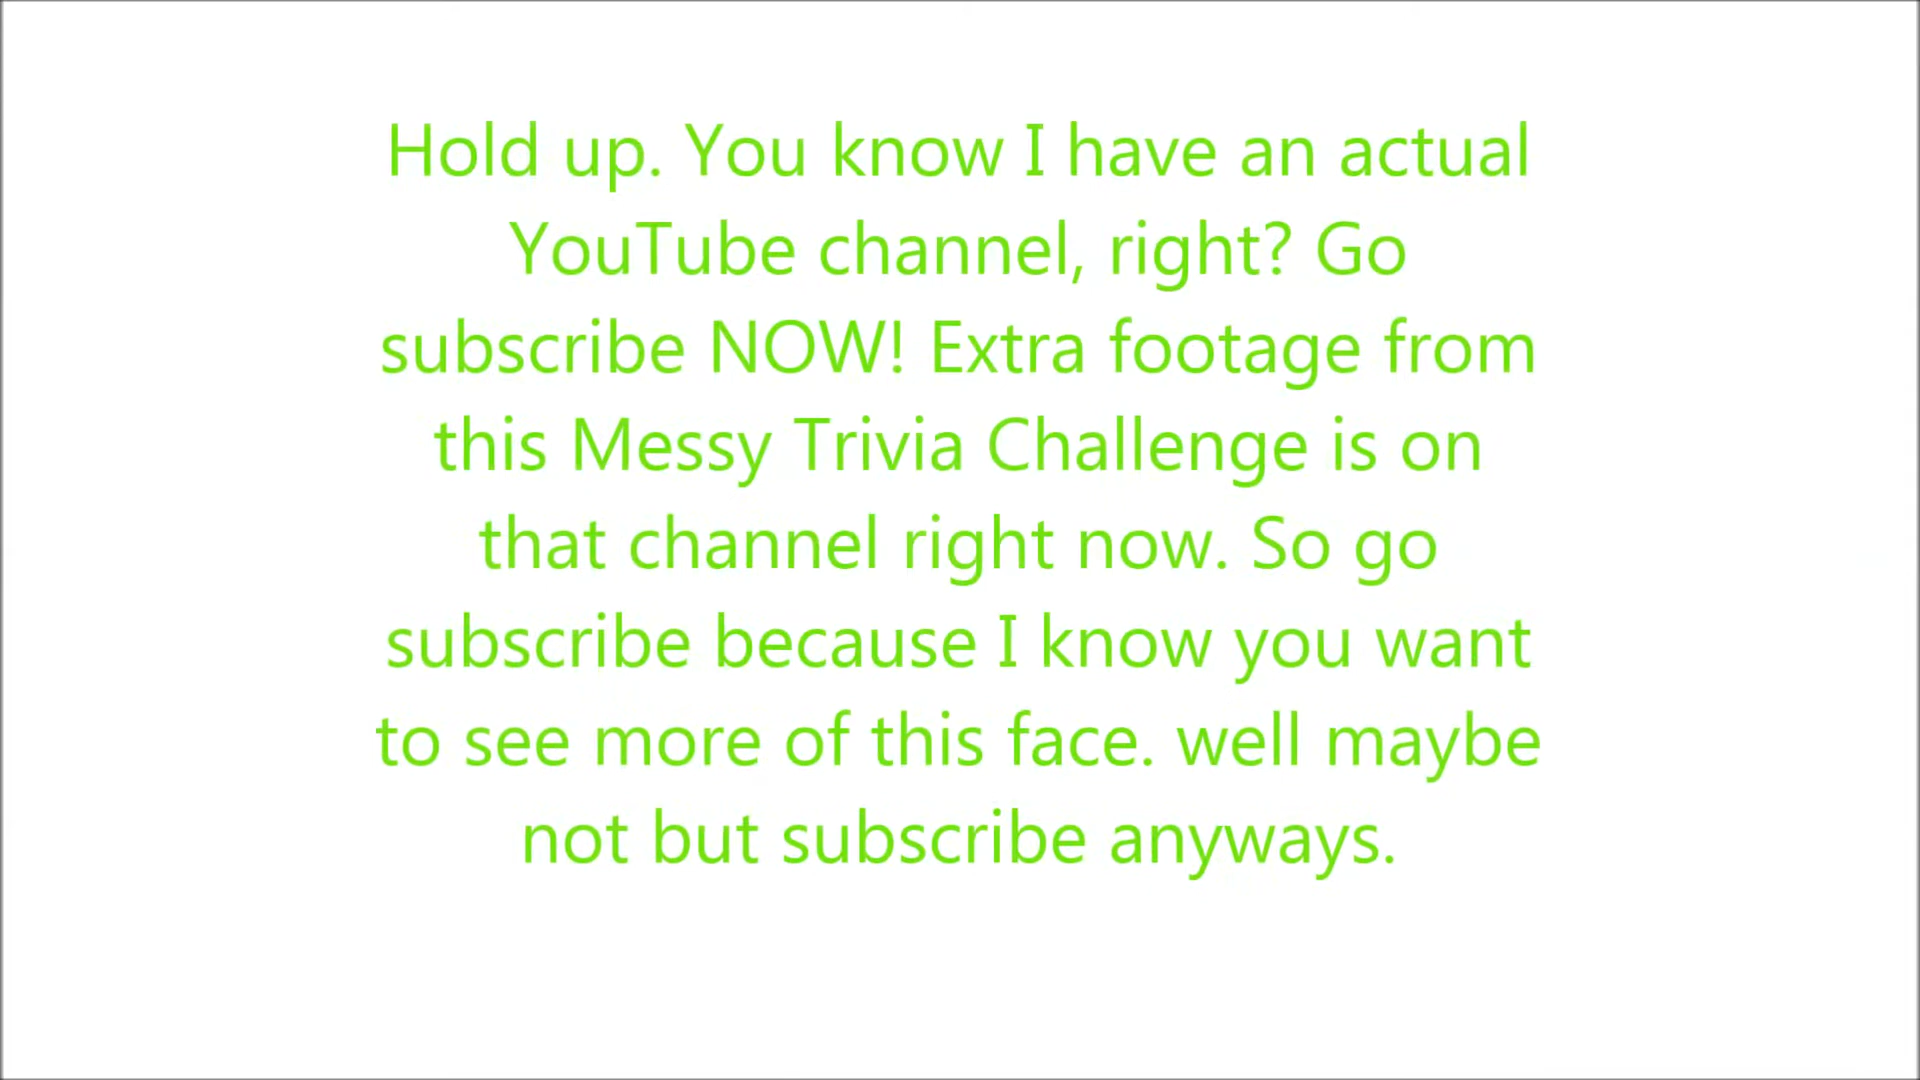 Hold up. You know I have an actual
YouTube channel, right? Go
subscribe NOW! Extra footage from
this Messy Trivia Challenge is on
that channel right now. So go
subscribe because I know you want
to see more of this face. well maybe
not but subscribe anyways.